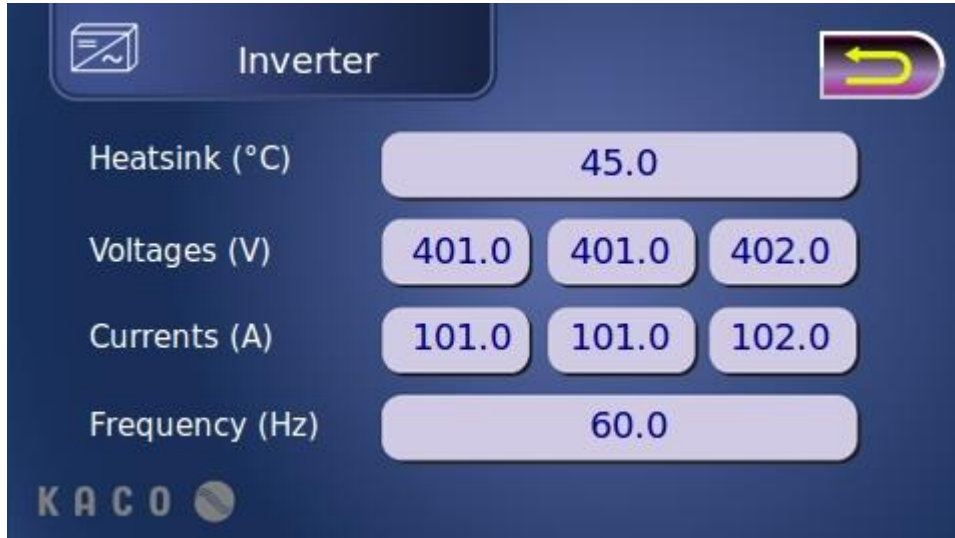 Inverter
Heatsink (°C) 45.0
Voltages (V) 401.0 401.0 402.0
Currents (A) 101.0 101.0 102.0
Frequency (Hz) 60.0
KACO